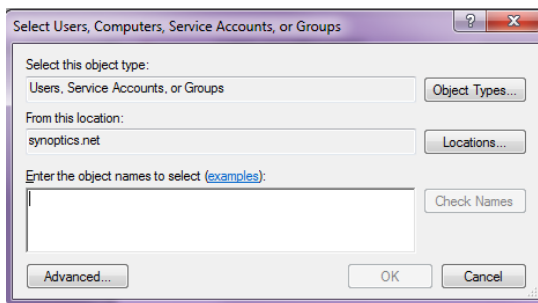 Select Users, Computers, Service Accounts, or Groups
Select this object type:
Users, Service Accounts, or Groups
Object Types...
From this location:
synoptics.net
Locations...
Enter the object names to select (examples):
Check Names
Advanced...
OK
Cancel